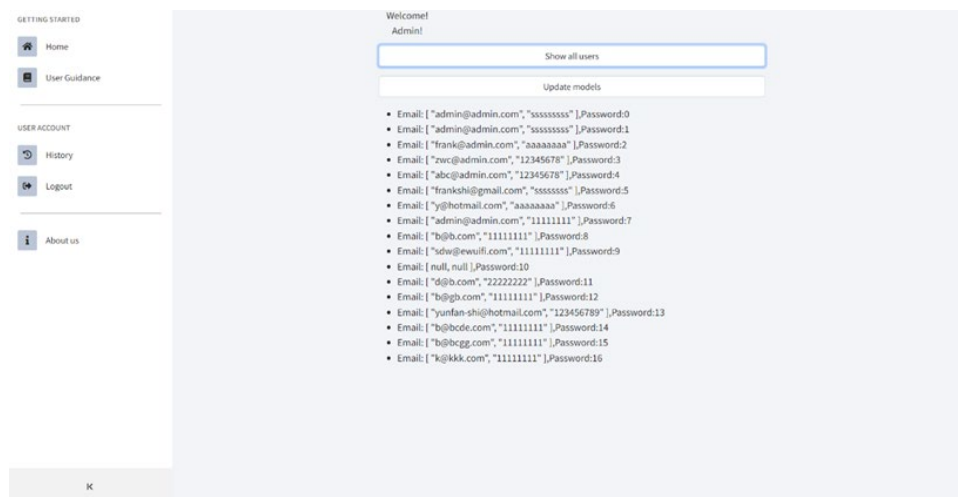 GETTING STARTED
Home
User Guidance
USER ACCOUNT
History
Logout
About us
Welcome!
Admin!
Show all users
Update models
Email: [ "admin@admin.com", "sssssssss" ],Password:0
Email: [ "admin@admin.com", "sssssssss" ],Password:1
Email: [ "frank@admin.com", "aaaaaaaa" ],Password:2
Email: [ "zwc@admin.com", "12345678" ],Password:3
Email: [ "abc@admin.com", "12345678" ],Password:4
Email: [ "frankshi@gmail.com", "ssssssss" ],Password:5
Email: [ "y@hotmail.com", "aaaaaaaa" ],Password:6
Email: [ "admin@admin.com", "11111111" ],Password:7
Email: [ "b@b.com", "11111111" ],Password:8
Email: [ "sdw@ewuifi.com", "11111111" ],Password:9
Email: [ null, null ],Password:10
Email: [ "d@b.com", "22222222" ],Password:11
Email: [ "b@gb.com", "11111111" ],Password:12
Email: [ "yunfan-shi@hotmail.com", "123456789" ],Password:13
Email: [ "b@bcde.com", "11111111" ],Password:14
Email: [ "b@bcgg.com", "11111111" ],Password:15
Email: [ "k@kkk.com", "11111111" ],Password:16